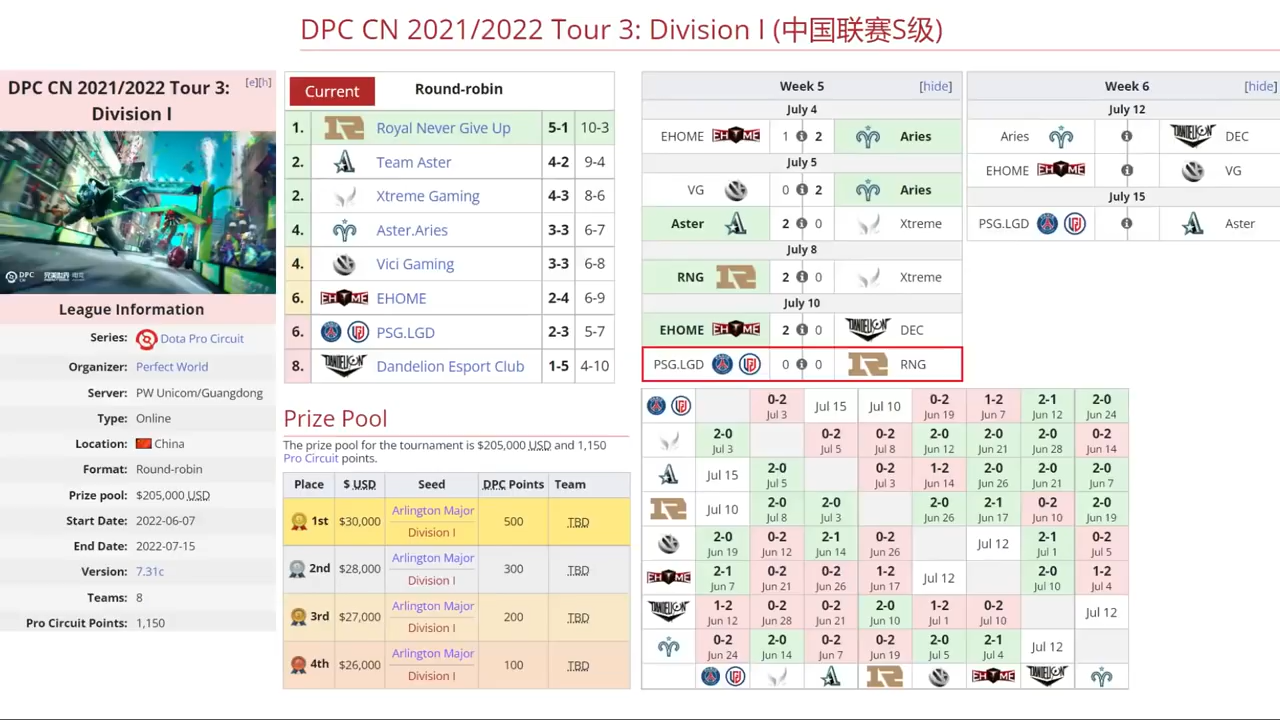 DPC CN 2021/2022 Tour 3: Division I (中国联赛S级)
DPC CN 2021/2022 Tour 3: [e][h]
Division I
DPC 完美世界 电竞
League Information
Series: Dota Pro Circuit
Organizer: Perfect World
Server: PW Unicom/Guangdong
Type: Online
Location: China
Format: Round-robin
Prize pool: $205,000 USD
Start Date: 2022-06-07
End Date: 2022-07-15
Version: 7.31c
Teams: 8
Pro Circuit Points: 1,150
Current Round-robin
1. Royal Never Give Up 5-1 10-3
2. Team Aster 4-2 9-4
2. Xtreme Gaming 4-3 8-6
4. Aster.Aries 3-3 6-7
4. Vici Gaming 3-3 6-8
6. EHOME EHOME 2-4 6-9
6. PSG.LGD 2-3 5-7
8. Dandelion Esport Club 1-5 4-10
Prize Pool
The prize pool for the tournament is $205,000 USD and 1,150
Pro Circuit points.
Place $ USD Seed DPC Points Team
1st $30,000 Arlington Major 500 TBD
Division I
2nd $28,000 Arlington Major 300 TBD
Division I
3rd $27,000 Arlington Major 200 TBD
Division I
4th $26,000 Arlington Major 100 TBD
Division I
Week 5 [hide]
July 4
EHOME EHOME 1 2 Aries
July 5
VG 0 2 Aries
Aster 2 0 Xtreme
July 8
RNG 2 0 Xtreme
July 10
EHOME EHOME 2 0 DEC
PSG.LGD 0 0 RNG
Week 6 [hide]
July 12
Aries DEC
EHOME EHOME VG
July 15
PSG.LGD Aster
0-2 Jul 15 Jul 10 0-2 1-2 2-1 2-0
Jul 3 Jun 19 Jun 7 Jun 12 Jun 24
2-0 0-2 0-2 2-0 2-0 2-0 0-2
Jul 3 Jul 5 Jul 8 Jun 12 Jun 21 Jun 28 Jun 14
Jul 15 2-0 0-2 1-2 2-0 2-0 2-0
Jul 5 Jul 3 Jun 14 Jun 26 Jun 21 Jun 7
Jul 10 2-0 2-0 2-0 2-1 0-2 2-0
Jul 8 Jul 3 Jun 26 Jun 17 Jun 10 Jun 19
2-0 0-2 2-1 0-2 Jul 12 2-1 0-2
Jun 19 Jun 12 Jun 14 Jun 26 Jul 1 Jul 5
EHOME 2-1 0-2 0-2 1-2 Jul 12 2-0 1-2
Jun 7 Jun 21 Jun 26 Jun 17 Jul 10 Jul 4
1-2 0-2 0-2 2-0 1-2 0-2 Jul 12
Jun 12 Jun 28 Jun 21 Jun 10 Jul 1 Jul 10
0-2 2-0 0-2 0-2 2-0 2-1 Jul 12
Jun 24 Jun 14 Jun 7 Jun 19 Jul 5 Jul 4
EHOME